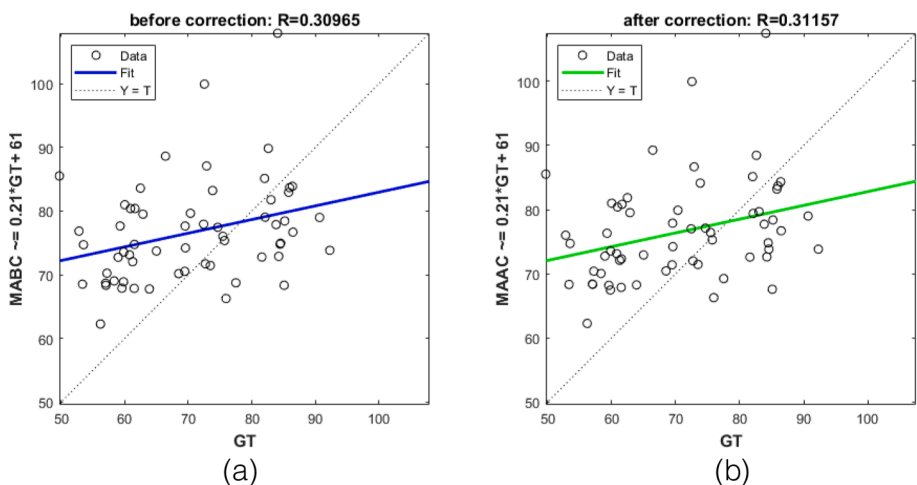 before correction: R=0.30965
Data
Fit
Y = T
100
90
80
70
60
50
50 60 70 80 90 100
MABC ~= 0.21*GT+ 61
GT
(a)
after correction: R=0.31157
Data
Fit
Y = T
100
90
80
70
60
50
50 60 70 80 90 100
MAAC ~= 0.21*GT+ 61
GT
(b)